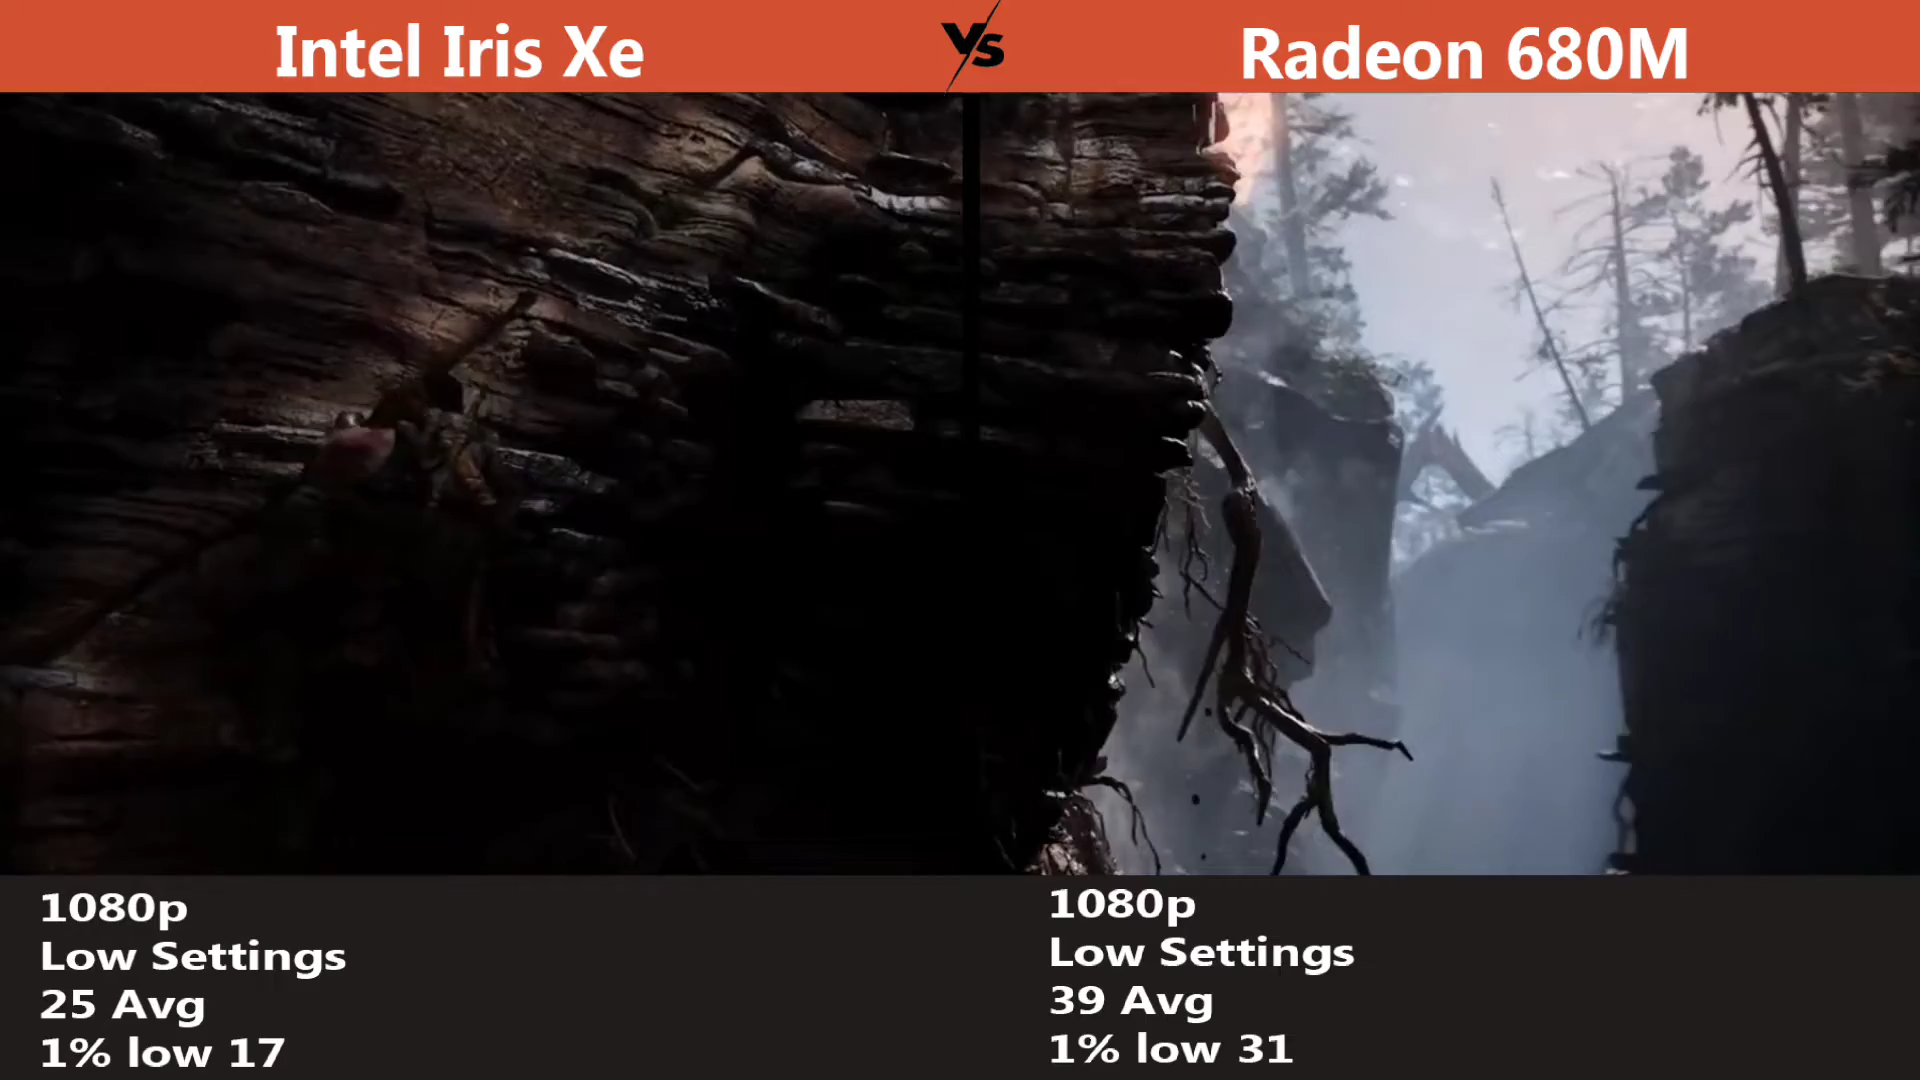 Intel Iris Xe
VS
Radeon 680M
1080p
Low Settings
25 Avg
1% low 17
1080p
Low Settings
39 Avg
1% low 31